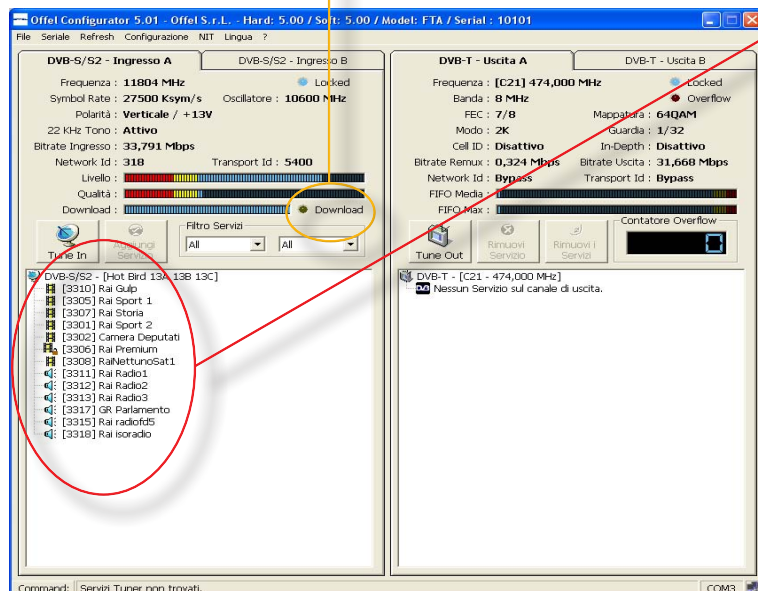 Offel Configurator 5.01 - Offel S.r.L. - Hard: 5.00 / Soft: 5.00 / Model: FTA / Serial : 10101
File Seriale Refresh Configurazione NIT Lingua ?
DVB-S/S2 - Ingresso A DVB-S/S2 - Ingresso B
Frequenza : 11804 MHz Locked
Symbol Rate : 27500 Ksym/s Oscillatore : 10600 MHz
Polarità : Verticale / +13V
22 KHz Tono : Attivo
Bitrate Ingresso : 33,791 Mbps
Network Id : 318 Transport Id : 5400
Livello :
Qualità :
Download : Download
Tune In
Aggiungi Servizio
Filtro Servizi
All All
DVB-S/S2 - [Hot Bird 13A 13B 13C]
[3310] Rai Gulp
[3305] Rai Sport 1
[3307] Rai Storia
[3301] Rai Sport 2
[3302] Camera Deputati
[3306] Rai Premium
[3308] RaiNettunoSat1
[3311] Rai Radio1
[3312] Rai Radio2
[3313] Rai Radio3
[3317] GR Parlamento
[3315] Rai radiofd5
[3318] Rai isoradio
DVB-T - Uscita A DVB-T - Uscita B
Frequenza : [C21] 474,000 MHz Locked
Banda : 8 MHz Overflow
FEC : 7/8 Mappatura : 64QAM
Modo : 2K Guardia : 1/32
Cell ID : Disattivo In-Depth : Disattivo
Bitrate Remux : 0,324 Mbps Bitrate Uscita : 31,668 Mbps
Network Id : Bypass Transport Id : Bypass
FIFO Media :
FIFO Max :
Tune Out
Rimuovi Servizio
Rimuovi i Servizi
Contatore Overflow
0
DVB-T - [C21 - 474,000 MHz]
DVB Nessun Servizio sul canale di uscita.
Command: Servizi Tuner non trovati. COM3